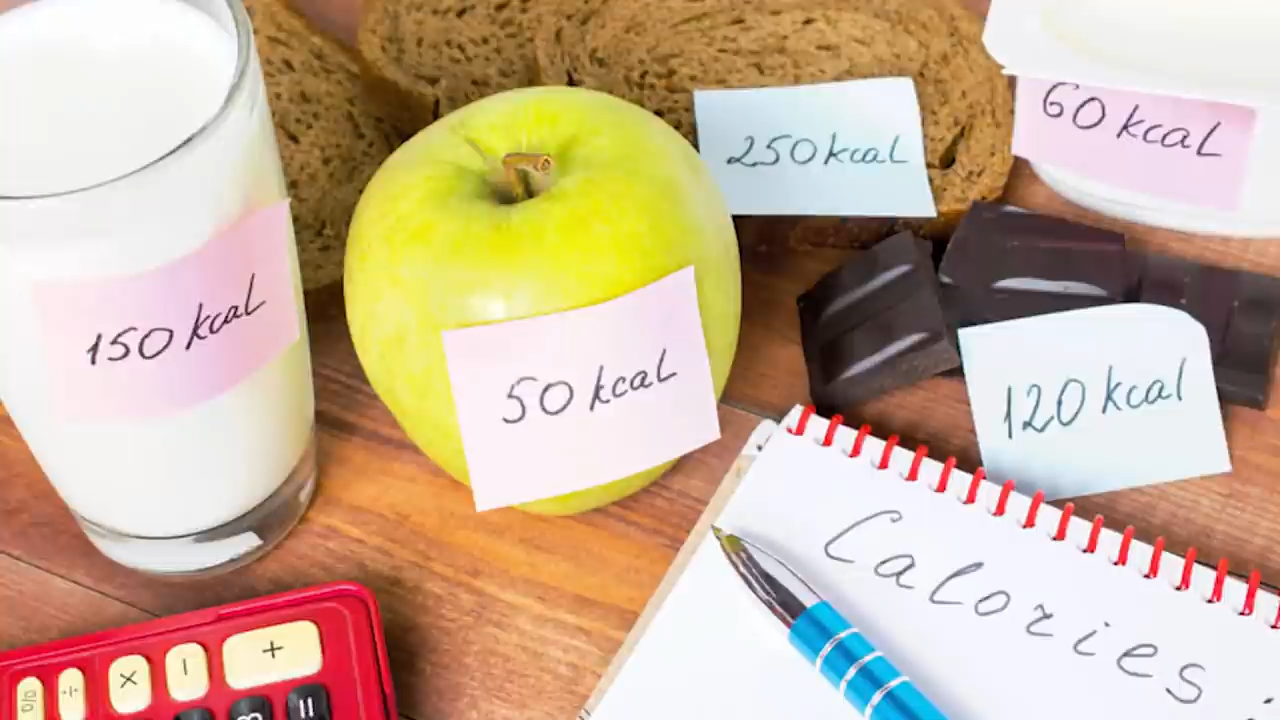 60 kcal
250 kcal
150 kcal
50 kcal
120 kcal
Calories:
% ÷ × − +
=